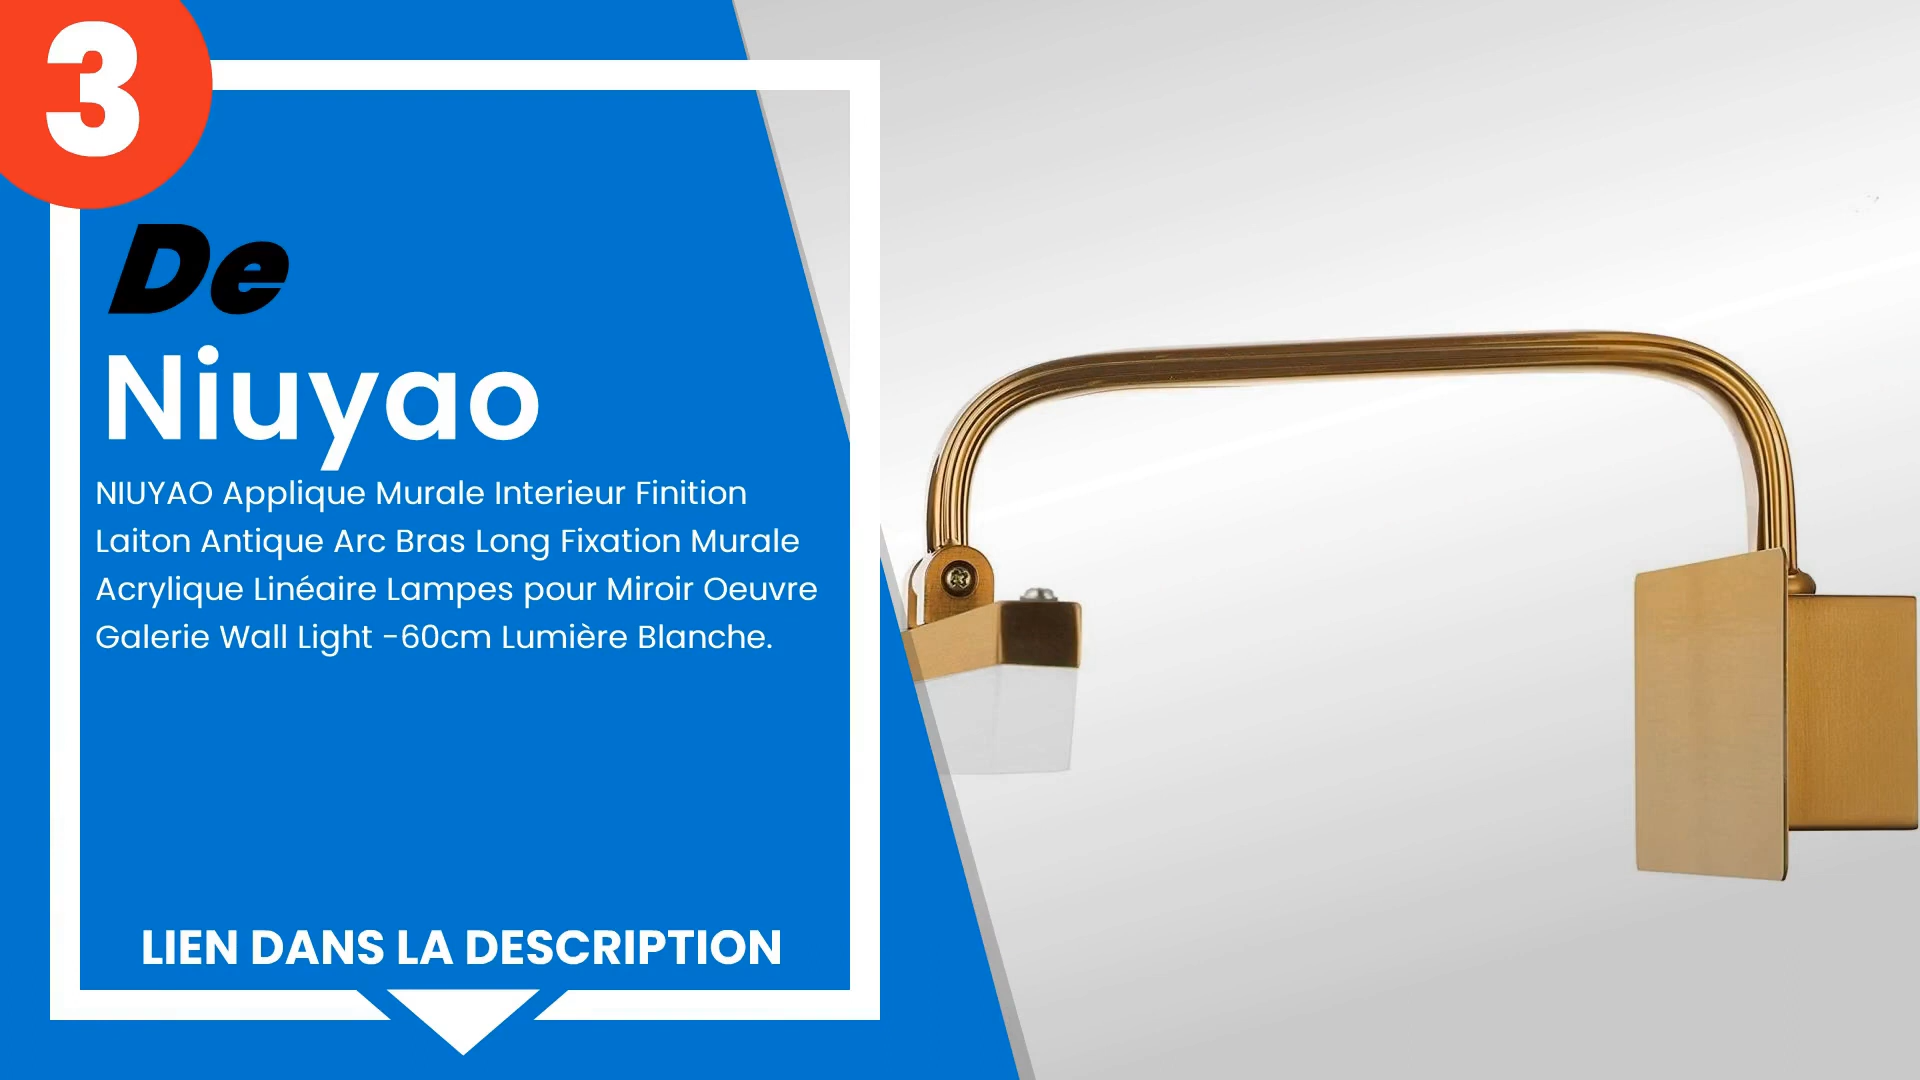 3
De
Niuyao
NIUYAO Applique Murale Interieur Finition
Laiton Antique Arc Bras Long Fixation Murale
Acrylique Linéaire Lampes pour Miroir Oeuvre
Galerie Wall Light -60cm Lumière Blanche.
LIEN DANS LA DESCRIPTION